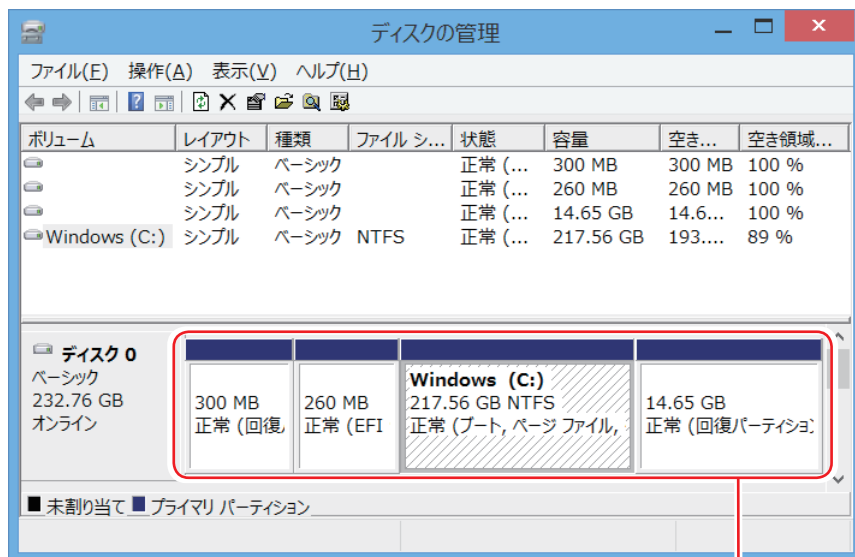 ディスクの管理
ファイル(F) 操作(A) 表示(V) ヘルプ(H)
ボリューム レイアウト 種類 ファイル シ... 状態 容量 空き... 空き領域...
シンプル ベーシック 正常 (... 300 MB 300 MB 100 %
シンプル ベーシック 正常 (... 260 MB 260 MB 100 %
シンプル ベーシック 正常 (... 14.65 GB 14.6... 100 %
Windows (C:) シンプル ベーシック NTFS 正常 (... 217.56 GB 193.... 89 %
ディスク 0
ベーシック
232.76 GB
オンライン
300 MB
正常 (回復
260 MB
正常 (EFI
Windows (C:)
217.56 GB NTFS
正常 (ブート, ページ ファイル,
14.65 GB
正常 (回復パーティション
未割り当て プライマリ パーティション